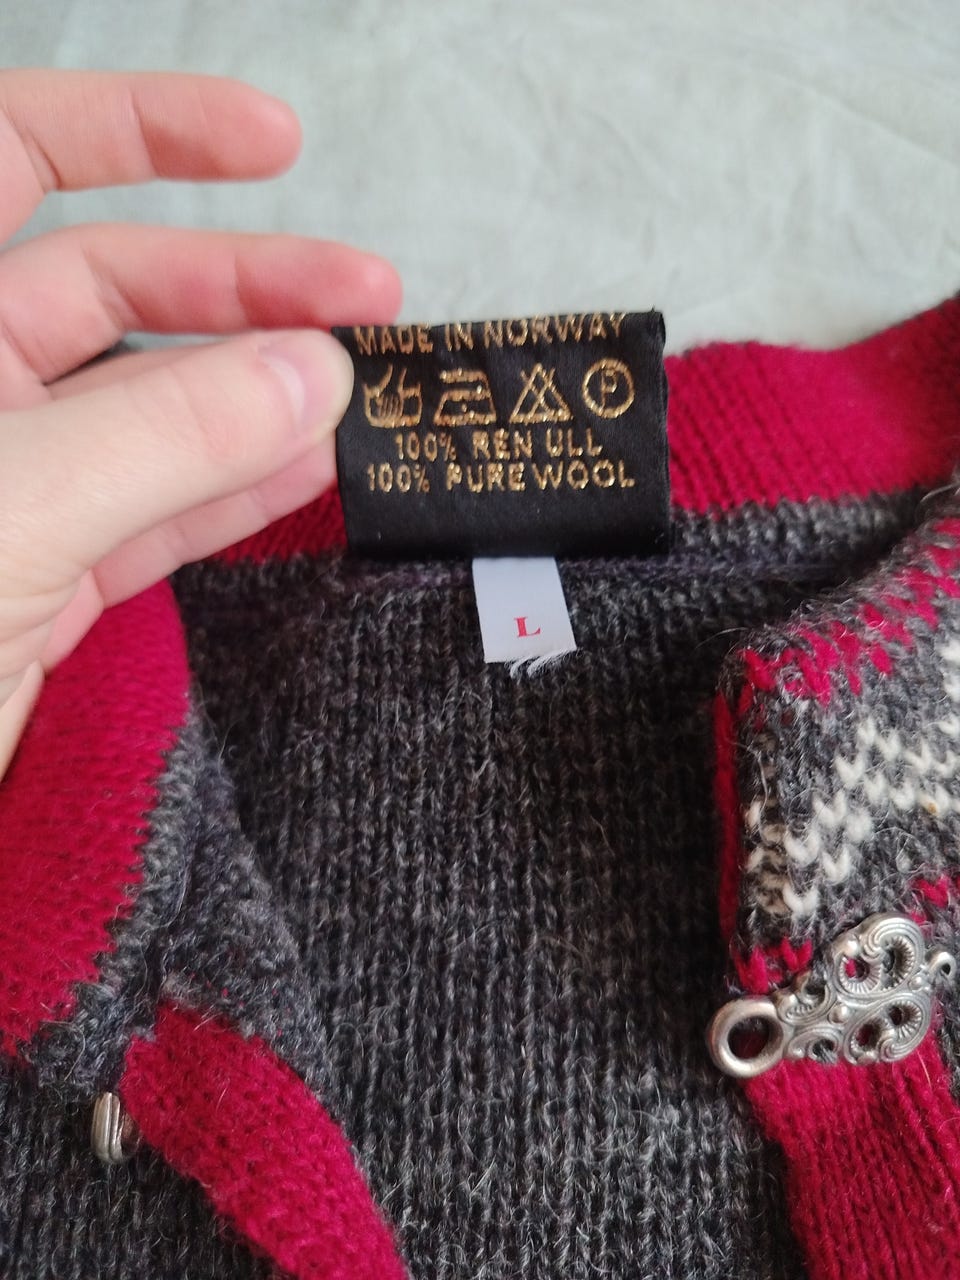 MADE IN NORWAY
P
100% REN ULL
100% PURE WOOL
L